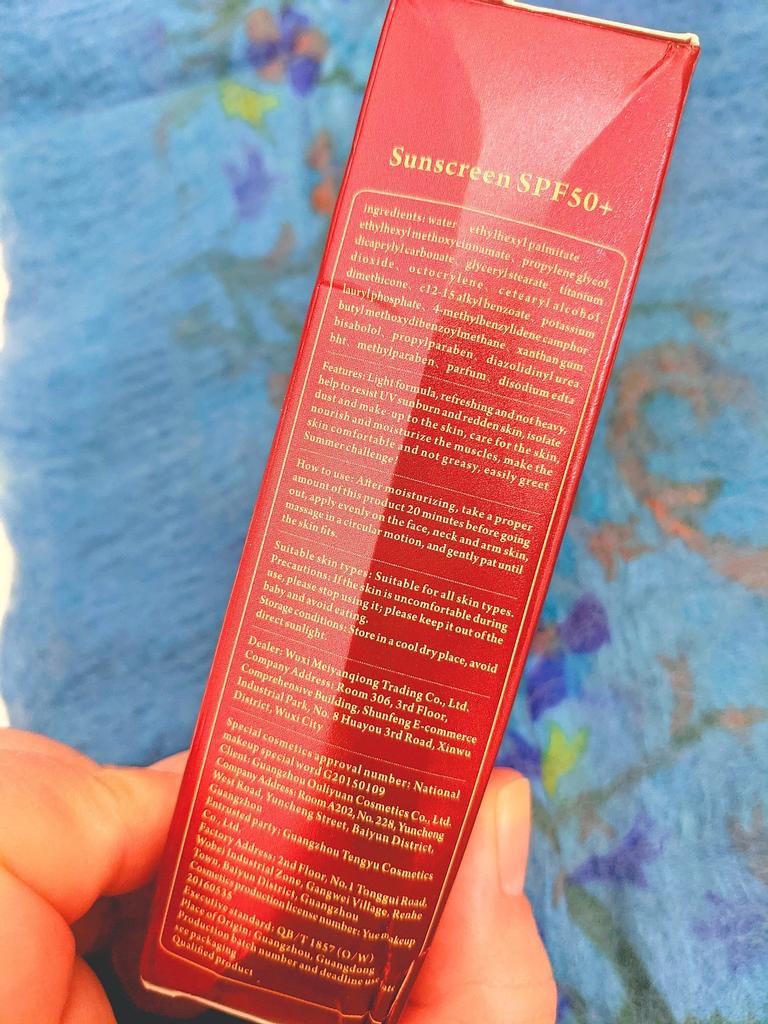 Sunscreen SPF50+
ingredients: water、ethylhexyl palmitate、
ethylhexyl methoxycinnamate、propylene glycol、
dicaprylyl carbonate、glyceryl stearate、titanium
dioxide、octocrylene、cetearyl alcohol、
dimethicone、c12-15 alkyl benzoate、potassium
lauryl phosphate、4-methylbenzylidene camphor、
butyl methoxydibenzoylmethane、xanthan gum、
bisabolol、propylparaben、diazolidinyl urea、
bht、methylparaben、parfum、disodium edta
Features: Light formula, refreshing and not heavy,
help to resist UV sunburn and redden skin, isolate
dust and make-up to the skin, care for the skin,
nourish and moisturize the muscles, make the
skin comfortable and not greasy, easily greet
Summer challenge
How to use: After moisturizing, take a proper
amount of this product 20 minutes before going
out, apply evenly on the face, neck and arm skin,
massage in a circular motion, and gently pat until
the skin fits.
Suitable skin types: Suitable for all skin types.
Precautions: If the skin is uncomfortable during
use, please stop using it; please keep it out of the
baby and avoid eating.
Storage conditions: Store in a cool dry place, avoid
direct sunlight.
Dealer: Wuxi Meiyanqiong Trading Co., Ltd.
Company Address: Room 306, 3rd Floor,
Comprehensive Building, Shunfeng E-commerce
Industrial Park, No. 8 Huayou 3rd Road, Xinwu
District, Wuxi City
Special cosmetics approval number: National
makeup special word G20150109
Client: Guangzhou Ouliyuan Cosmetics Co., Ltd.
Company Address: Room A202, No. 228, Yuncheng
West Road, Yuncheng Street, Baiyun District,
Guangzhou
Entrusted party: Guangzhou Tengyu Cosmetics
Co., Ltd.
Factory Address: 2nd Floor, No.1 Tonggui Road,
Wobei Industrial Zone, Gangwei Village, Renhe
Town, Baiyun District, Guangzhou
Cosmetic production license number: Yue makeup
20160635
Executive standard: QB/T 1857 (O/W)
Place of Origin: Guangzhou, Guangdong
Production batch number and deadline
see packaging
Qualified product